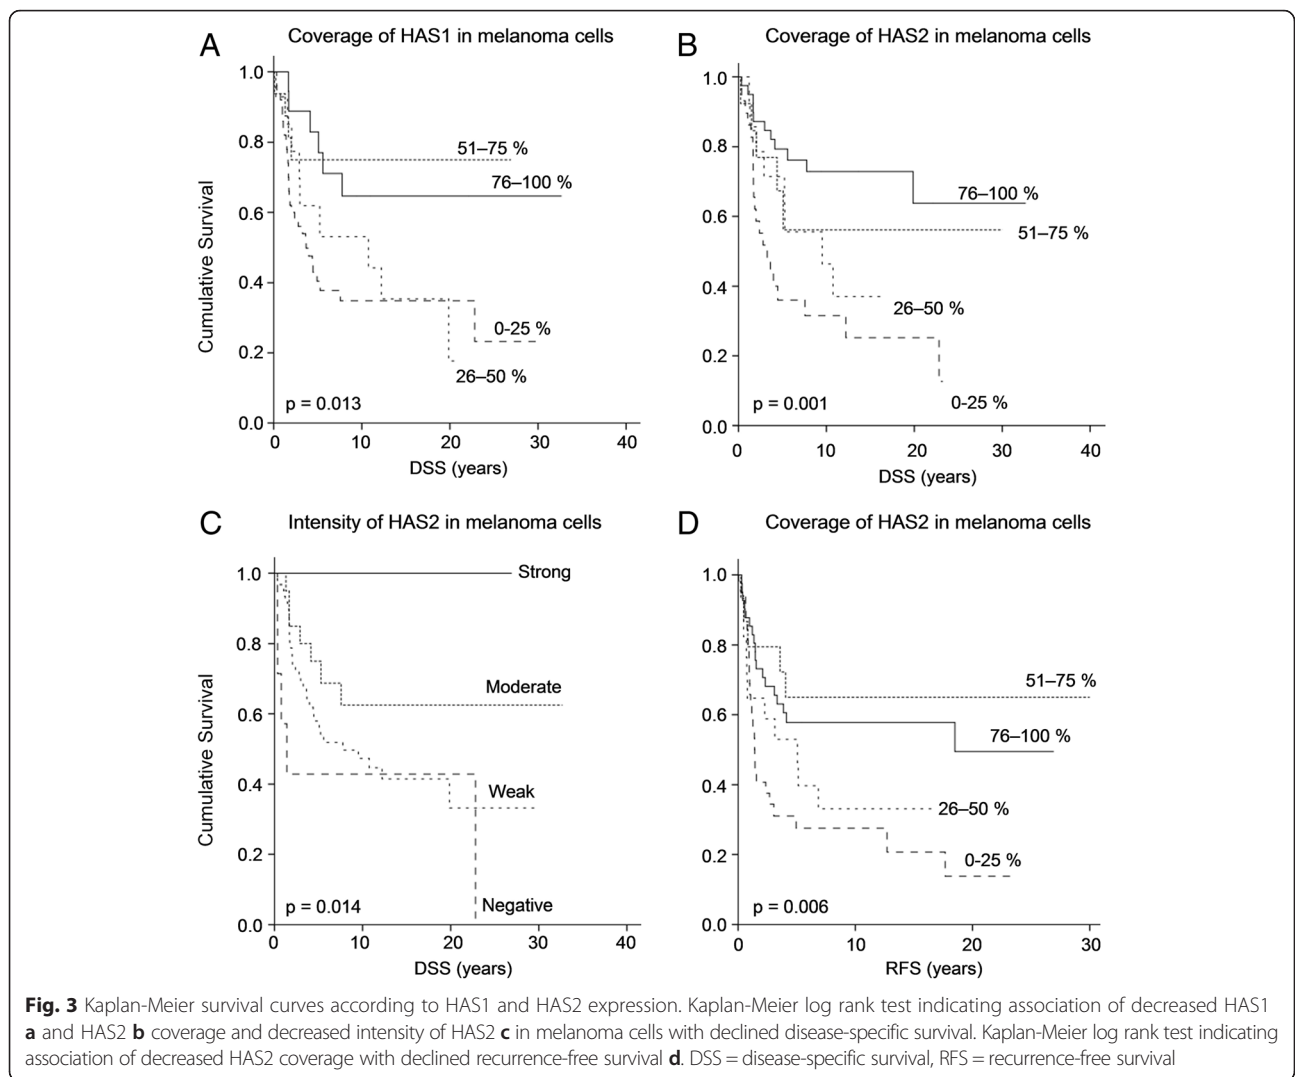 A
Coverage of HAS1 in melanoma cells
1.0
0.8
0.6
0.4
0.2
0.0
Cumulative Survival
51–75 %
76–100 %
0-25 %
26–50 %
p = 0.013
0 10 20 30 40
DSS (years)
B
Coverage of HAS2 in melanoma cells
1.0
0.8
0.6
0.4
0.2
0.0
76–100 %
51–75 %
26–50 %
0-25 %
p = 0.001
0 10 20 30 40
DSS (years)
C
Intensity of HAS2 in melanoma cells
1.0
0.8
0.6
0.4
0.2
0.0
Cumulative Survival
Strong
Moderate
Weak
Negative
p = 0.014
0 10 20 30 40
DSS (years)
D
Coverage of HAS2 in melanoma cells
1.0
0.8
0.6
0.4
0.2
0.0
51–75 %
76–100 %
26–50 %
0-25 %
p = 0.006
0 10 20 30
RFS (years)
Fig. 3 Kaplan-Meier survival curves according to HAS1 and HAS2 expression. Kaplan-Meier log rank test indicating association of decreased HAS1
a and HAS2 b coverage and decreased intensity of HAS2 c in melanoma cells with declined disease-specific survival. Kaplan-Meier log rank test indicating
association of decreased HAS2 coverage with declined recurrence-free survival d. DSS = disease-specific survival, RFS = recurrence-free survival